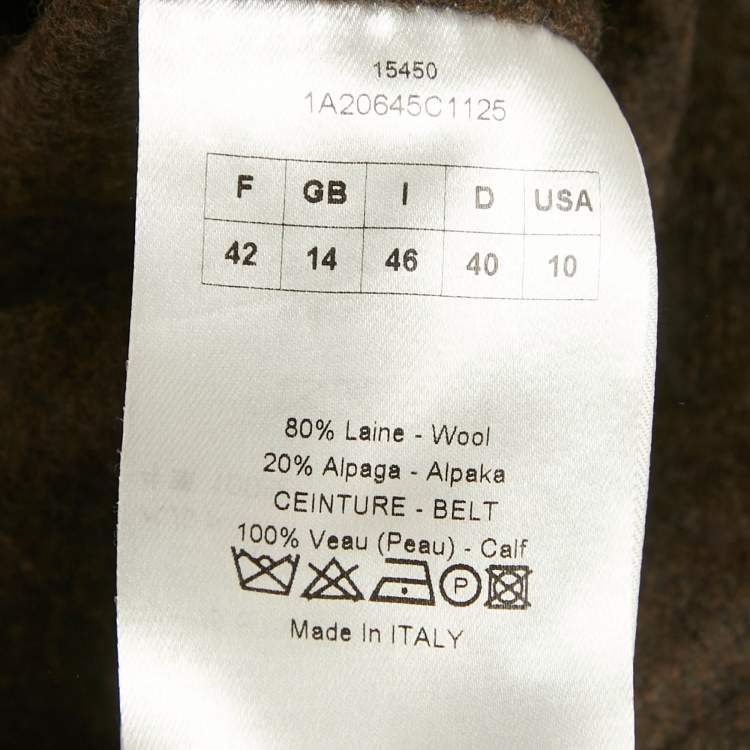 15450
1A20645C1125
F GB I D USA
42 14 46 40 10
80% Laine - Wool
20% Alpaga - Alpaka
CEINTURE - BELT
100% Veau (Peau) - Calf
P
Made In ITALY